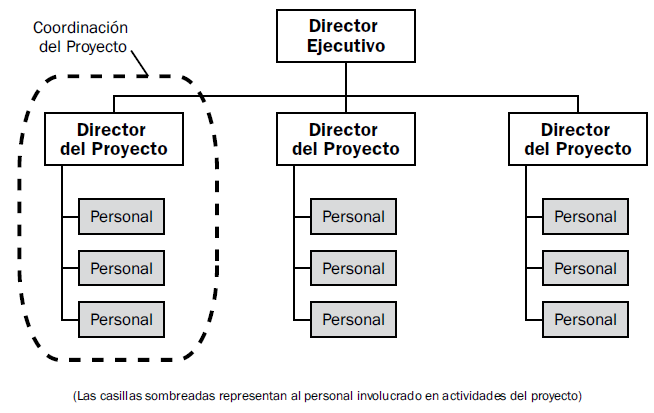 Coordinación
del Proyecto
Director
Ejecutivo
Director
del Proyecto
Director
del Proyecto
Director
del Proyecto
Personal
Personal
Personal
Personal
Personal
Personal
Personal
Personal
Personal
(Las casillas sombreadas representan al personal involucrado en actividades del proyecto)